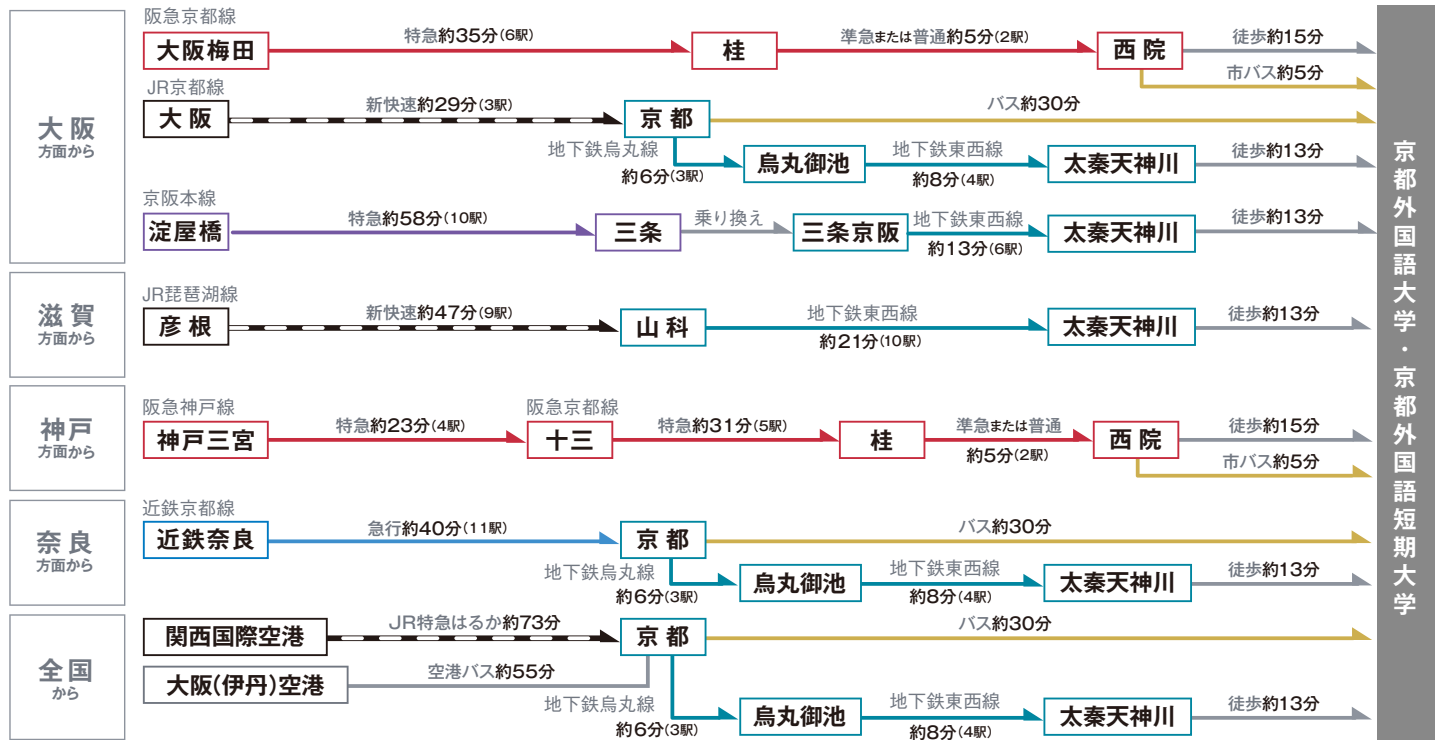 大阪
方面から
阪急京都線
大阪梅田
特急約35分(6駅)
桂
準急または普通約5分(2駅)
西院
徒歩約15分
市バス約5分
JR京都線
大阪
新快速約29分(3駅)
京都
バス約30分
地下鉄烏丸線
約6分(3駅)
烏丸御池
地下鉄東西線
約8分(4駅)
太秦天神川
徒歩約13分
京阪本線
淀屋橋
特急約58分(10駅)
三条
乗り換え
三条京阪
地下鉄東西線
約13分(6駅)
太秦天神川
徒歩約13分
滋賀
方面から
JR琵琶湖線
彦根
新快速約47分(9駅)
山科
地下鉄東西線
約21分(10駅)
太秦天神川
徒歩約13分
神戸
方面から
阪急神戸線
神戸三宮
特急約23分(4駅)
阪急京都線
十三
特急約31分(5駅)
桂
準急または普通
約5分(2駅)
西院
徒歩約15分
市バス約5分
奈良
方面から
近鉄京都線
近鉄奈良
急行約40分(11駅)
京都
バス約30分
地下鉄烏丸線
約6分(3駅)
烏丸御池
地下鉄東西線
約8分(4駅)
太秦天神川
徒歩約13分
全国
から
関西国際空港
JR特急はるか約73分
京都
バス約30分
大阪(伊丹)空港
空港バス約55分
地下鉄烏丸線
約6分(3駅)
烏丸御池
地下鉄東西線
約8分(4駅)
太秦天神川
徒歩約13分
京都外国語大学・京都外国語短期大学